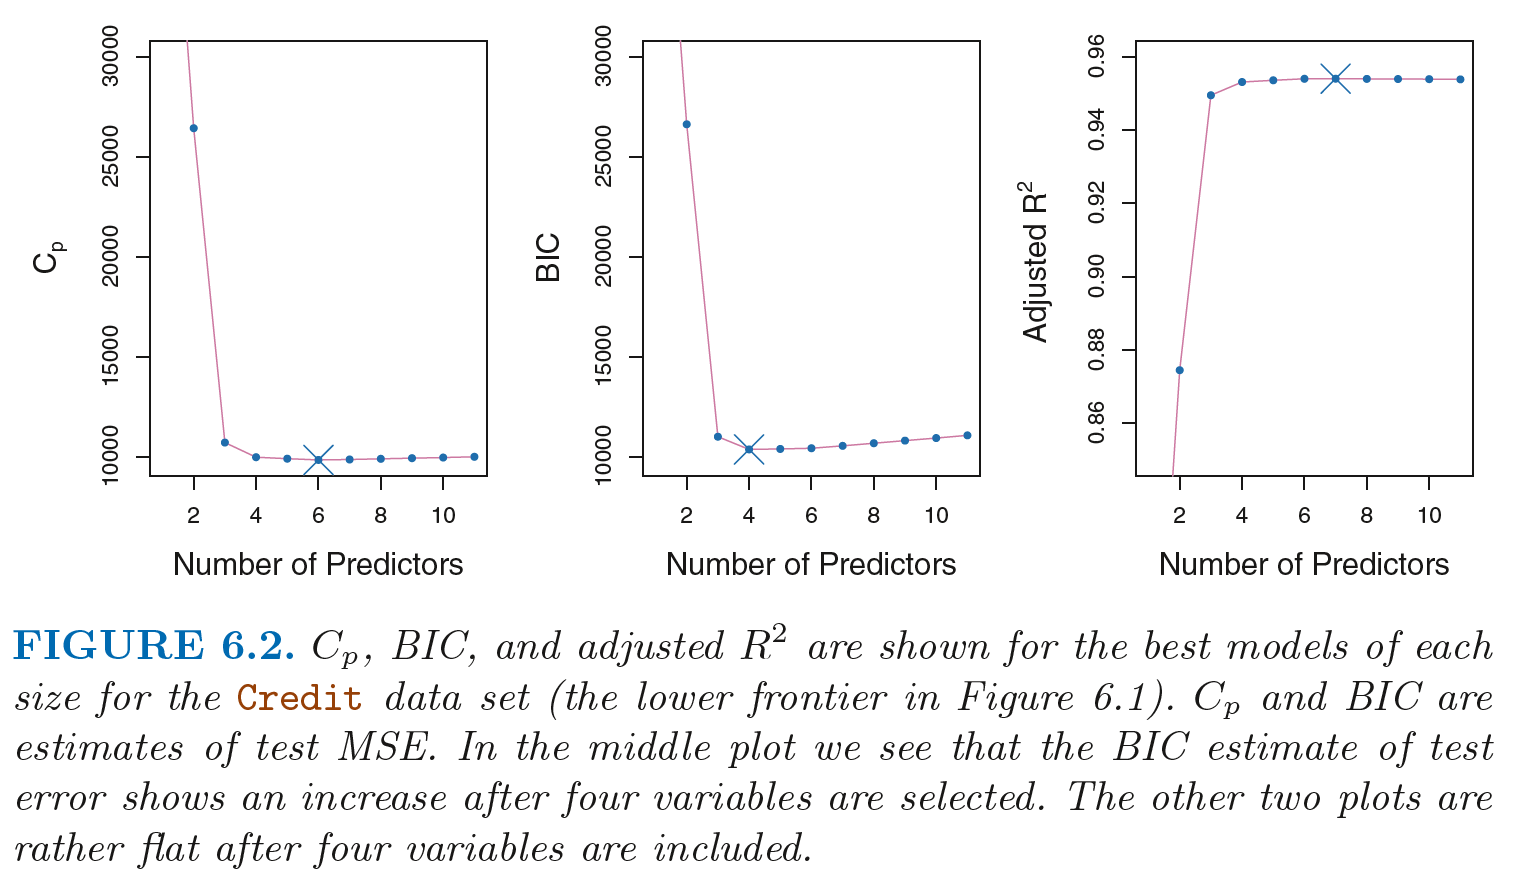 30000
25000
20000
15000
10000
C_p
2 4 6 8 10
Number of Predictors
30000
25000
20000
15000
10000
BIC
2 4 6 8 10
Number of Predictors
0.96
0.94
0.92
0.90
0.88
0.86
Adjusted R²
2 4 6 8 10
Number of Predictors
FIGURE 6.2. C_p, BIC, and adjusted R² are shown for the best models of each
size for the Credit data set (the lower frontier in Figure 6.1). C_p and BIC are
estimates of test MSE. In the middle plot we see that the BIC estimate of test
error shows an increase after four variables are selected. The other two plots are
rather flat after four variables are included.